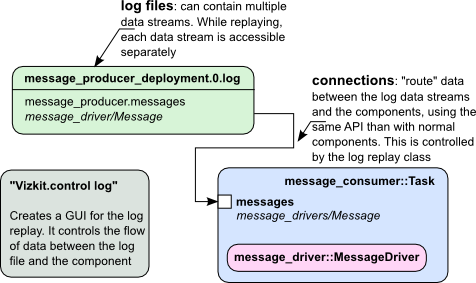 log files: can contain multiple
data streams. While replaying,
each data stream is accessible
separately
message_producer_deployment.0.log
message_producer.messages
message_driver/Message
connections: "route" data
between the log data streams
and the components, using the
same API than with normal
components. This is controlled
by the log replay class
"Vizkit.control log"
Creates a GUI for the log
replay. It controls the flow
of data between the log
file and the component
message_consumer::Task
messages
message_drivers/Message
message_driver::MessageDriver